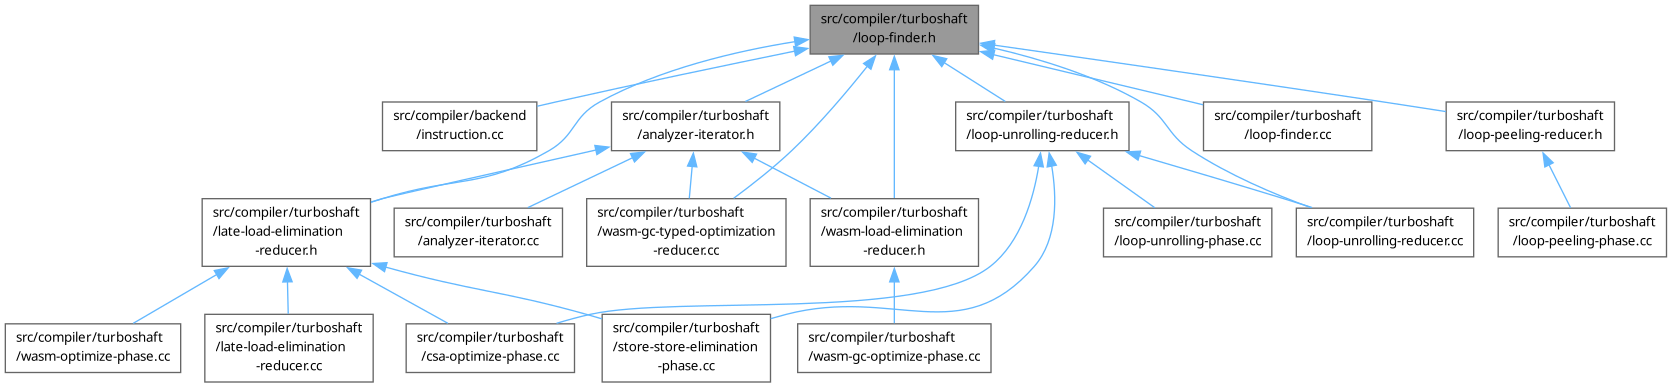 src/compiler/turboshaft
/loop-finder.h
src/compiler/backend
/instruction.cc
src/compiler/turboshaft
/analyzer-iterator.h
src/compiler/turboshaft
/loop-unrolling-reducer.h
src/compiler/turboshaft
/loop-finder.cc
src/compiler/turboshaft
/loop-peeling-reducer.h
src/compiler/turboshaft
/late-load-elimination
-reducer.h
src/compiler/turboshaft
/analyzer-iterator.cc
src/compiler/turboshaft
/wasm-gc-typed-optimization
-reducer.cc
src/compiler/turboshaft
/wasm-load-elimination
-reducer.h
src/compiler/turboshaft
/loop-unrolling-phase.cc
src/compiler/turboshaft
/loop-unrolling-reducer.cc
src/compiler/turboshaft
/loop-peeling-phase.cc
src/compiler/turboshaft
/wasm-optimize-phase.cc
src/compiler/turboshaft
/late-load-elimination
-reducer.cc
src/compiler/turboshaft
/csa-optimize-phase.cc
src/compiler/turboshaft
/store-store-elimination
-phase.cc
src/compiler/turboshaft
/wasm-gc-optimize-phase.cc